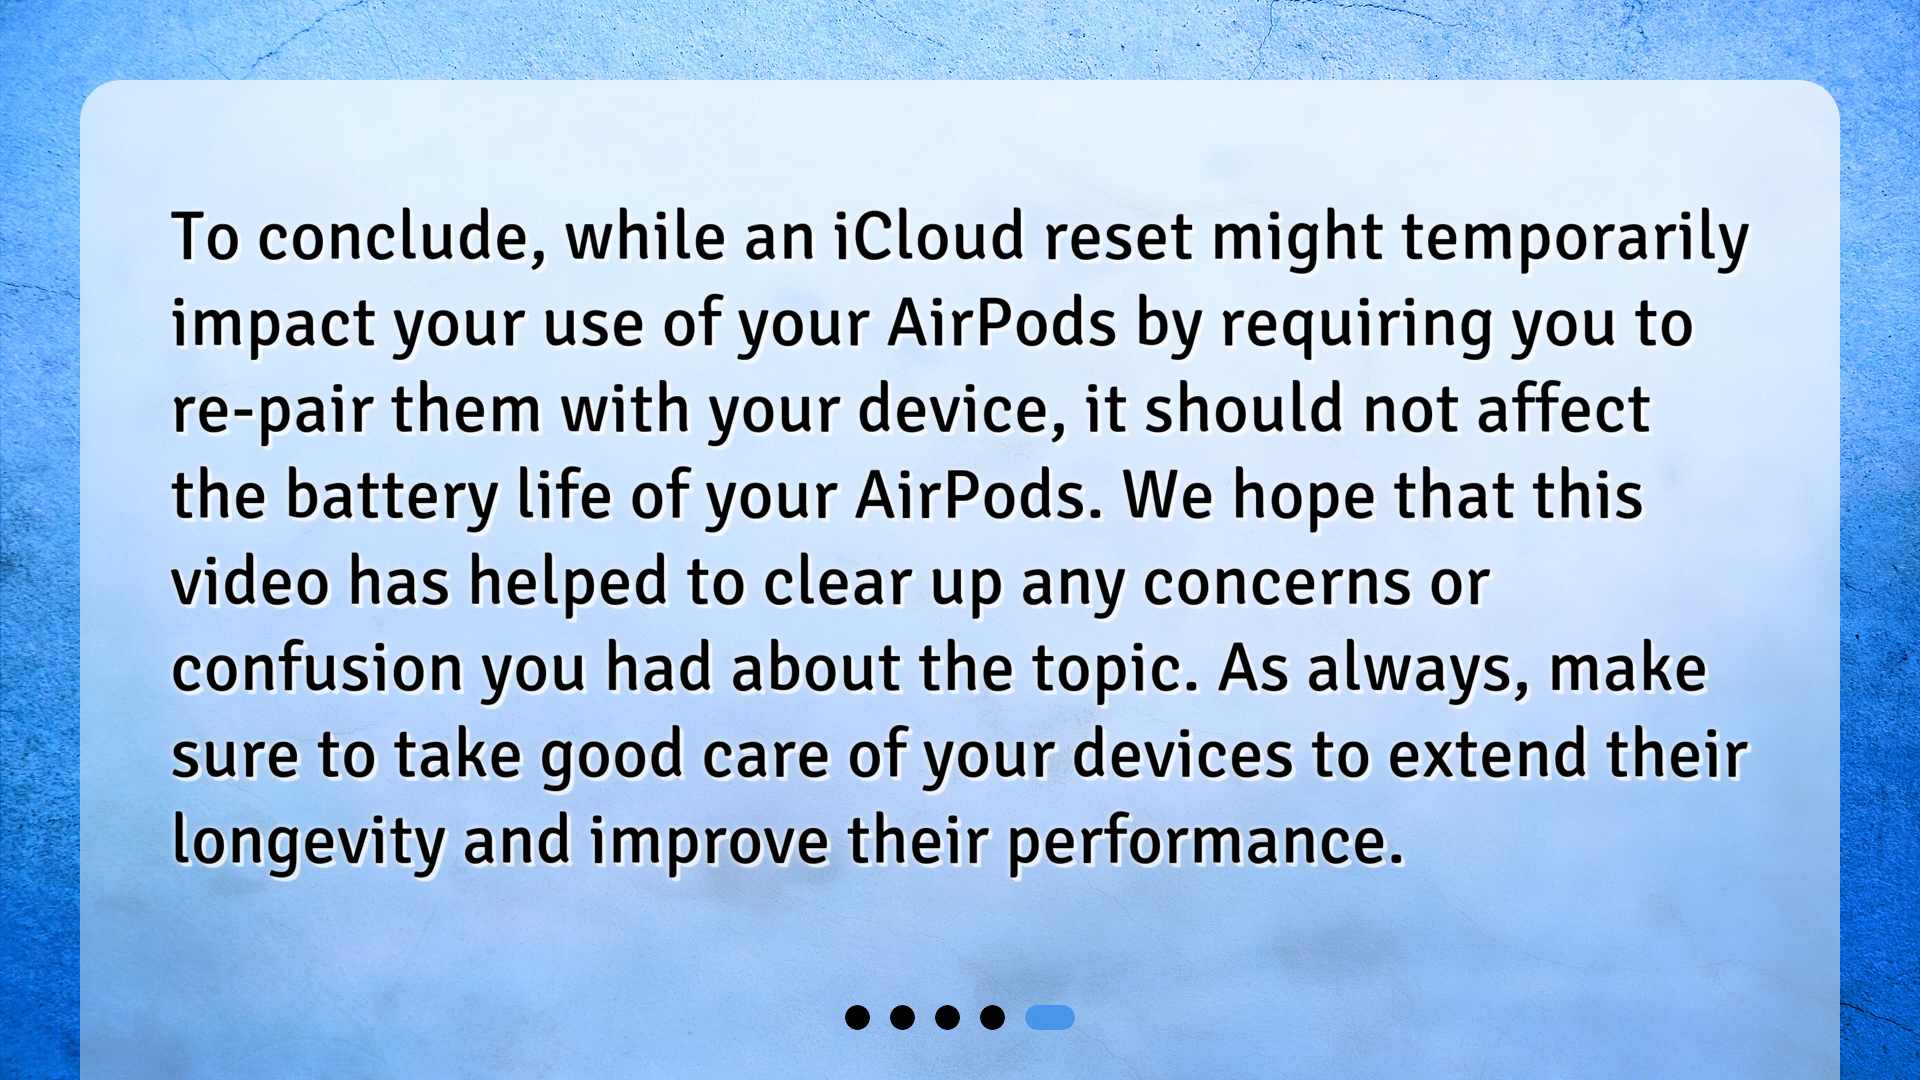 To conclude, while an iCloud reset might temporarily
impact your use of your AirPods by requiring you to
re-pair them with your device, it should not affect
the battery life of your AirPods. We hope that this
video has helped to clear up any concerns or
confusion you had about the topic. As always, make
sure to take good care of your devices to extend their
longevity and improve their performance.